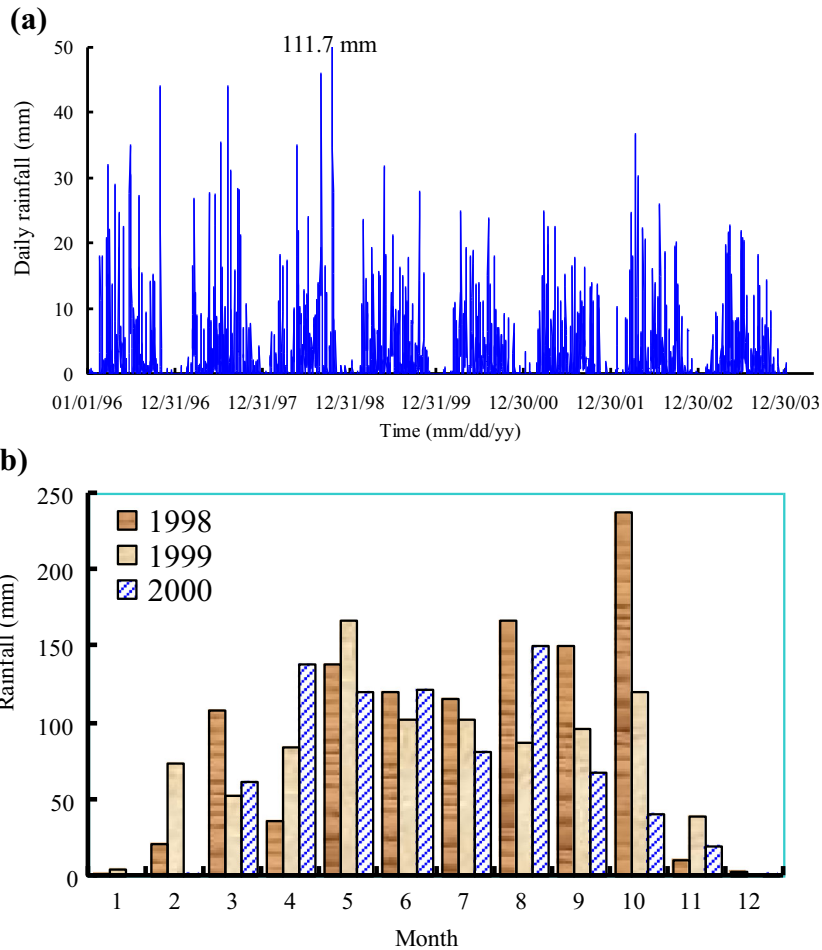 (a)
111.7 mm
50
40
30
20
10
0
Daily rainfall (mm)
01/01/96 12/31/96 12/31/97 12/31/98 12/31/99 12/30/00 12/30/01 12/30/02 12/30/03
Time (mm/dd/yy)
b)
250
200
150
100
50
0
Rainfall (mm)
1998
1999
2000
1 2 3 4 5 6 7 8 9 10 11 12
Month